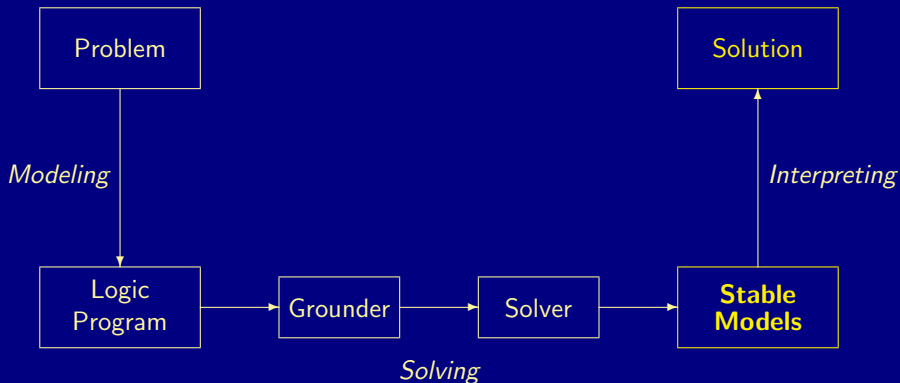 Problem
Solution
Modeling
Interpreting
Logic
Program
Grounder
Solver
Stable
Models
Solving